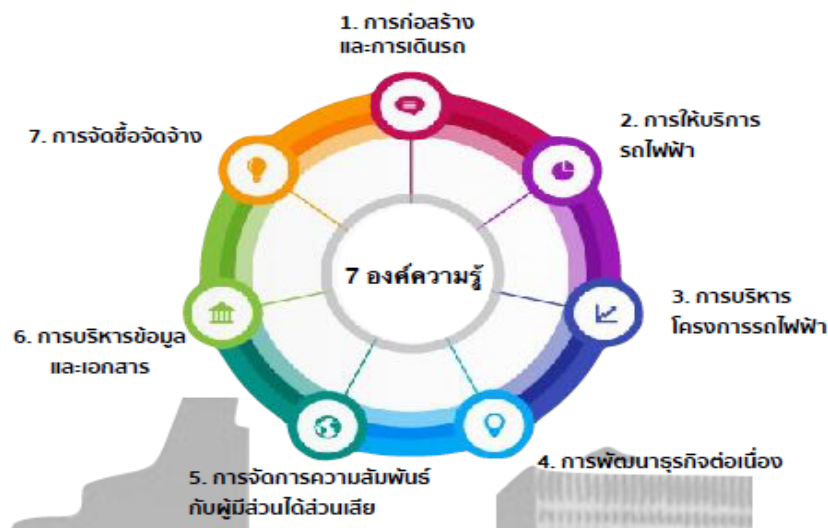 1. การก่อสร้าง
และการเดินรถ
2. การให้บริการ
รถไฟฟ้า
3. การบริหาร
โครงการรถไฟฟ้า
4. การพัฒนาธุรกิจต่อเนื่อง
5. การจัดการความสัมพันธ์
กับผู้มีส่วนได้ส่วนเสีย
6. การบริหารข้อมูล
และเอกสาร
7. การจัดซื้อจัดจ้าง
7 องค์ความรู้